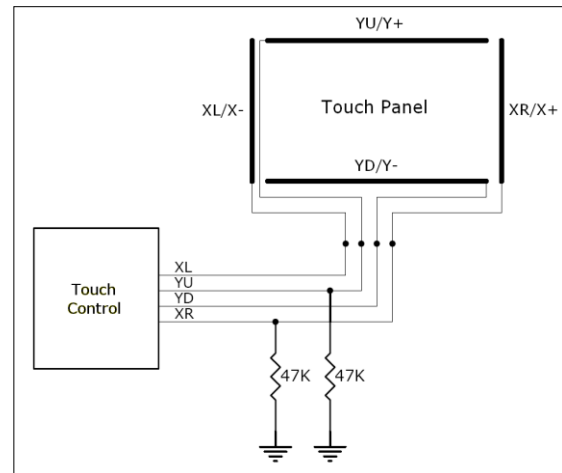 YU/Y+
XL/X-
Touch Panel
XR/X+
YD/Y-
XL
YU
YD
XR
Touch
Control
47K
47K